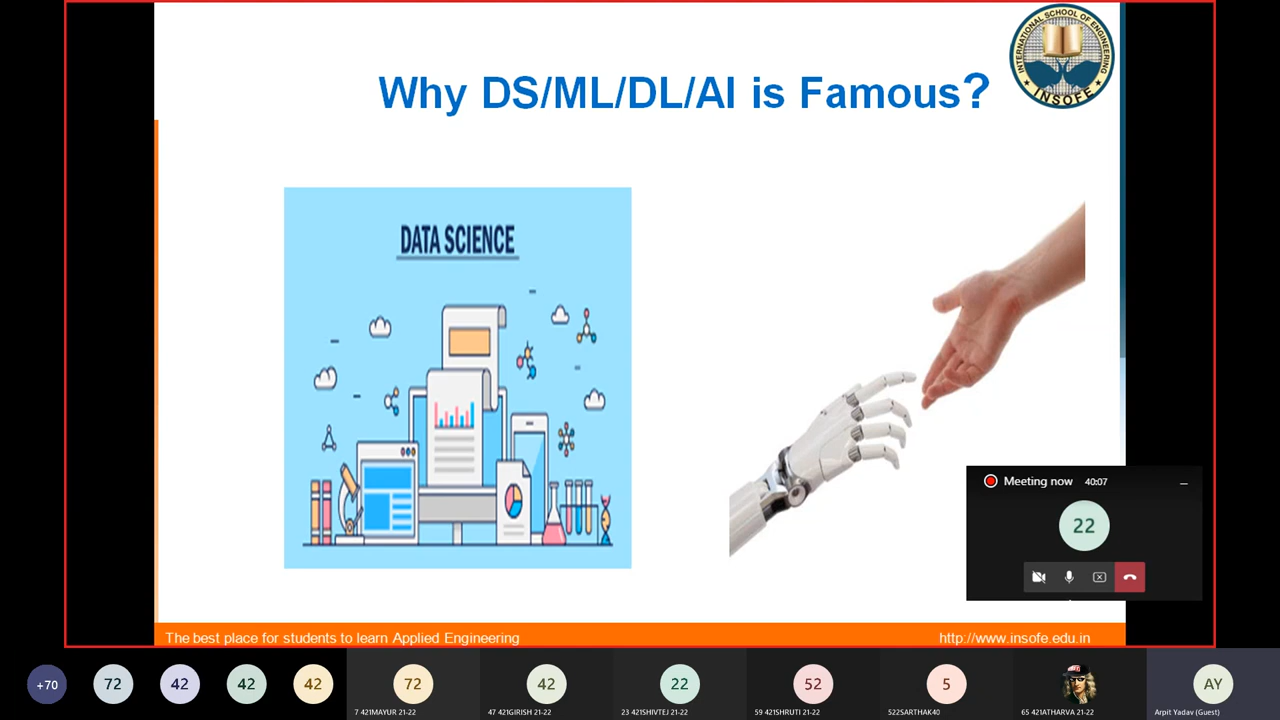 Why DS/ML/DL/AI is Famous?
INTERNATIONAL SCHOOL OF ENGINEERING
INSOFE
DATA SCIENCE
Meeting now 40:07
22
The best place for students to learn Applied Engineering
http://www.insofe.edu.in
+70
72
42
42
42
72
42
22
52
5
AY
7 421MAYUR 21-22
47 421GIRISH 21-22
23 421SHIVTEJ 21-22
59 421SHRUTI 21-22
522SARTHAK40
65 421ATHARVA 21-22
Arpit Yadav (Guest)